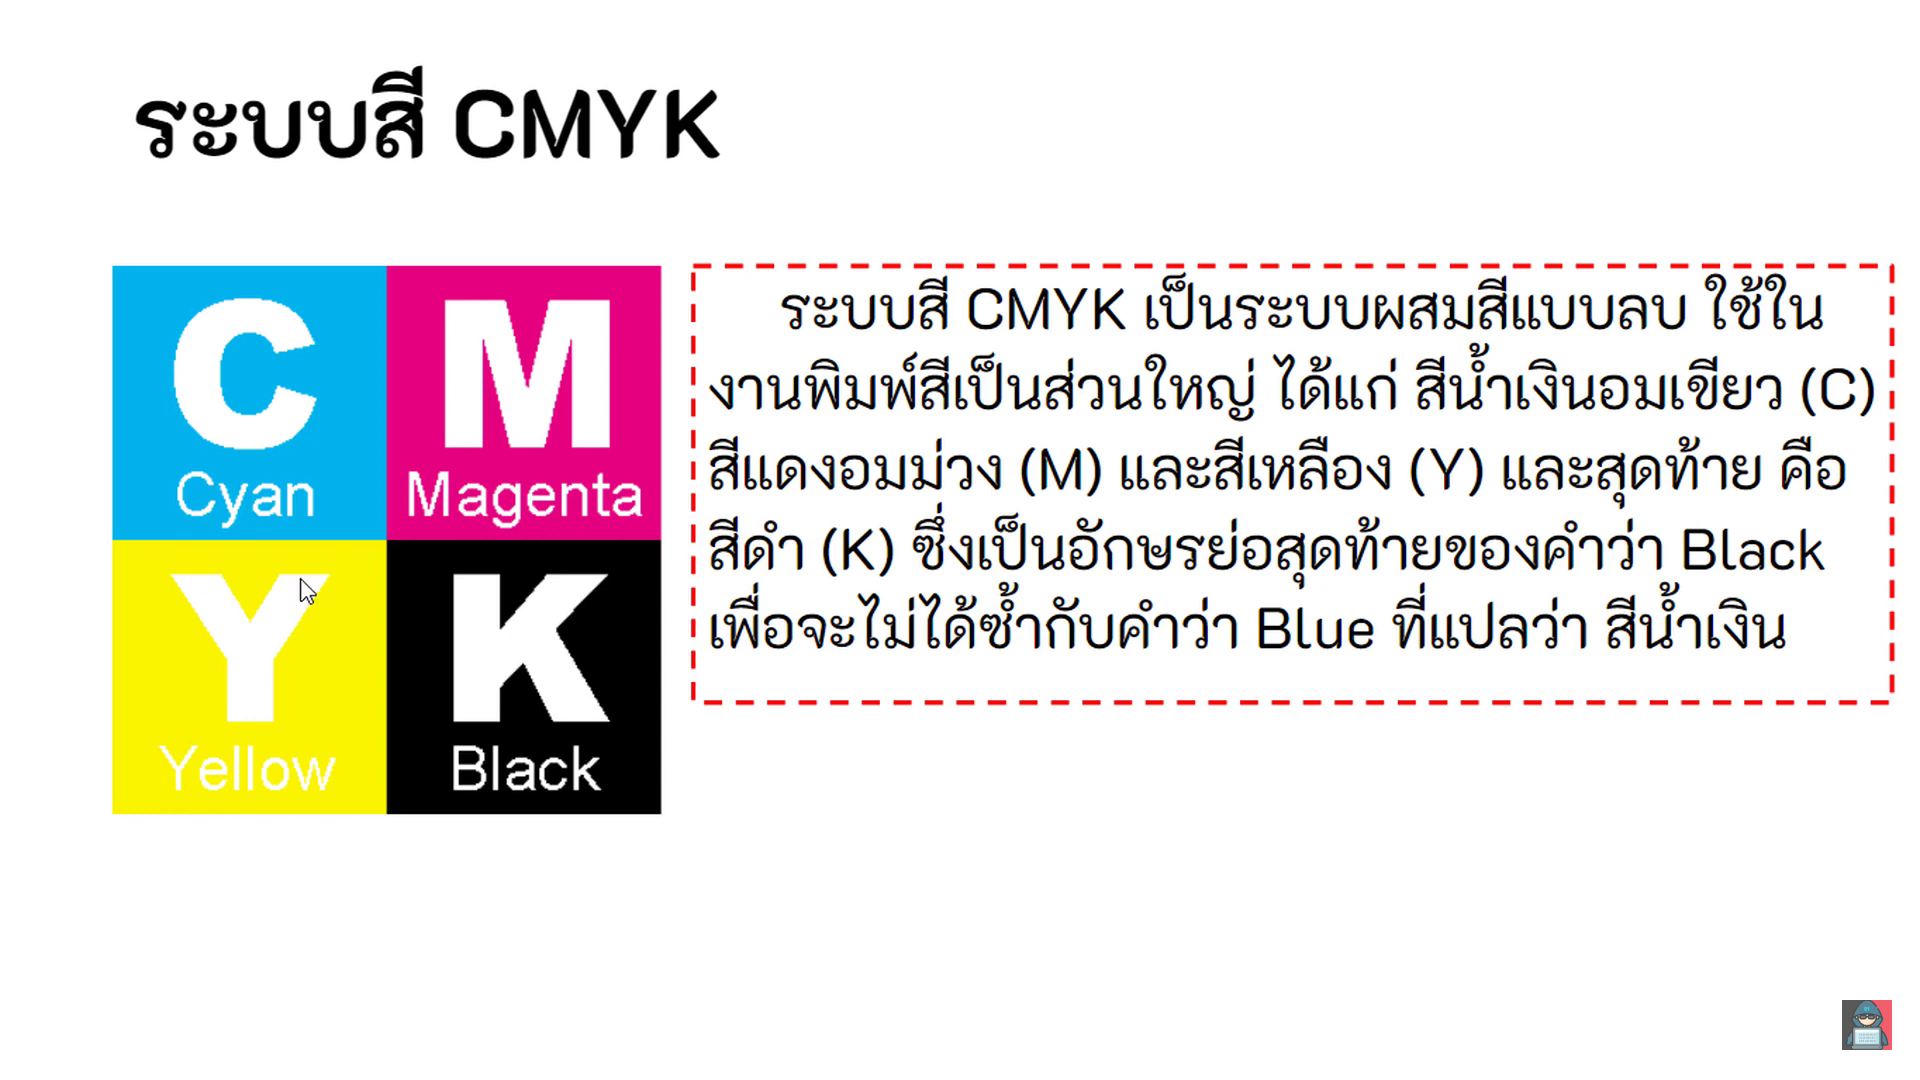 ระบบสี CMYK
C
Cyan
M
Magenta
Y
Yellow
K
Black
ระบบสี CMYK เป็นระบบผสมสีแบบลบ ใช้ใน
งานพิมพ์สีเป็นส่วนใหญ่ ได้แก่ สีน้ำเงินอมเขียว (C)
สีแดงอมม่วง (M) และสีเหลือง (Y) และสุดท้าย คือ
สีดำ (K) ซึ่งเป็นอักษรย่อสุดท้ายของคำว่า Black
เพื่อจะไม่ได้ซ้ำกับคำว่า Blue ที่แปลว่า สีน้ำเงิน